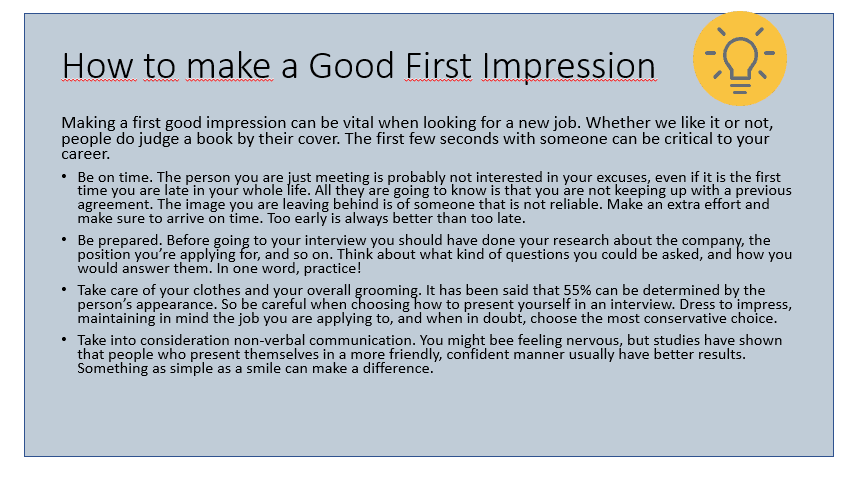 How to make a Good First Impression
Making a first good impression can be vital when looking for a new job. Whether we like it or not,
people do judge a book by their cover. The first few seconds with someone can be critical to your
career.
• Be on time. The person you are just meeting is probably not interested in your excuses, even if it is the first
time you are late in your whole life. All they are going to know is that you are not keeping up with a previous
agreement. The image you are leaving behind is of someone that is not reliable. Make an extra effort and
make sure to arrive on time. Too early is always better than too late.
• Be prepared. Before going to your interview you should have done your research about the company, the
position you’re applying for, and so on. Think about what kind of questions you could be asked, and how you
would answer them. In one word, practice!
• Take care of your clothes and your overall grooming. It has been said that 55% can be determined by the
person’s appearance. So be careful when choosing how to present yourself in an interview. Dress to impress,
maintaining in mind the job you are applying to, and when in doubt, choose the most conservative choice.
• Take into consideration non-verbal communication. You might bee feeling nervous, but studies have shown
that people who present themselves in a more friendly, confident manner usually have better results.
Something as simple as a smile can make a difference.